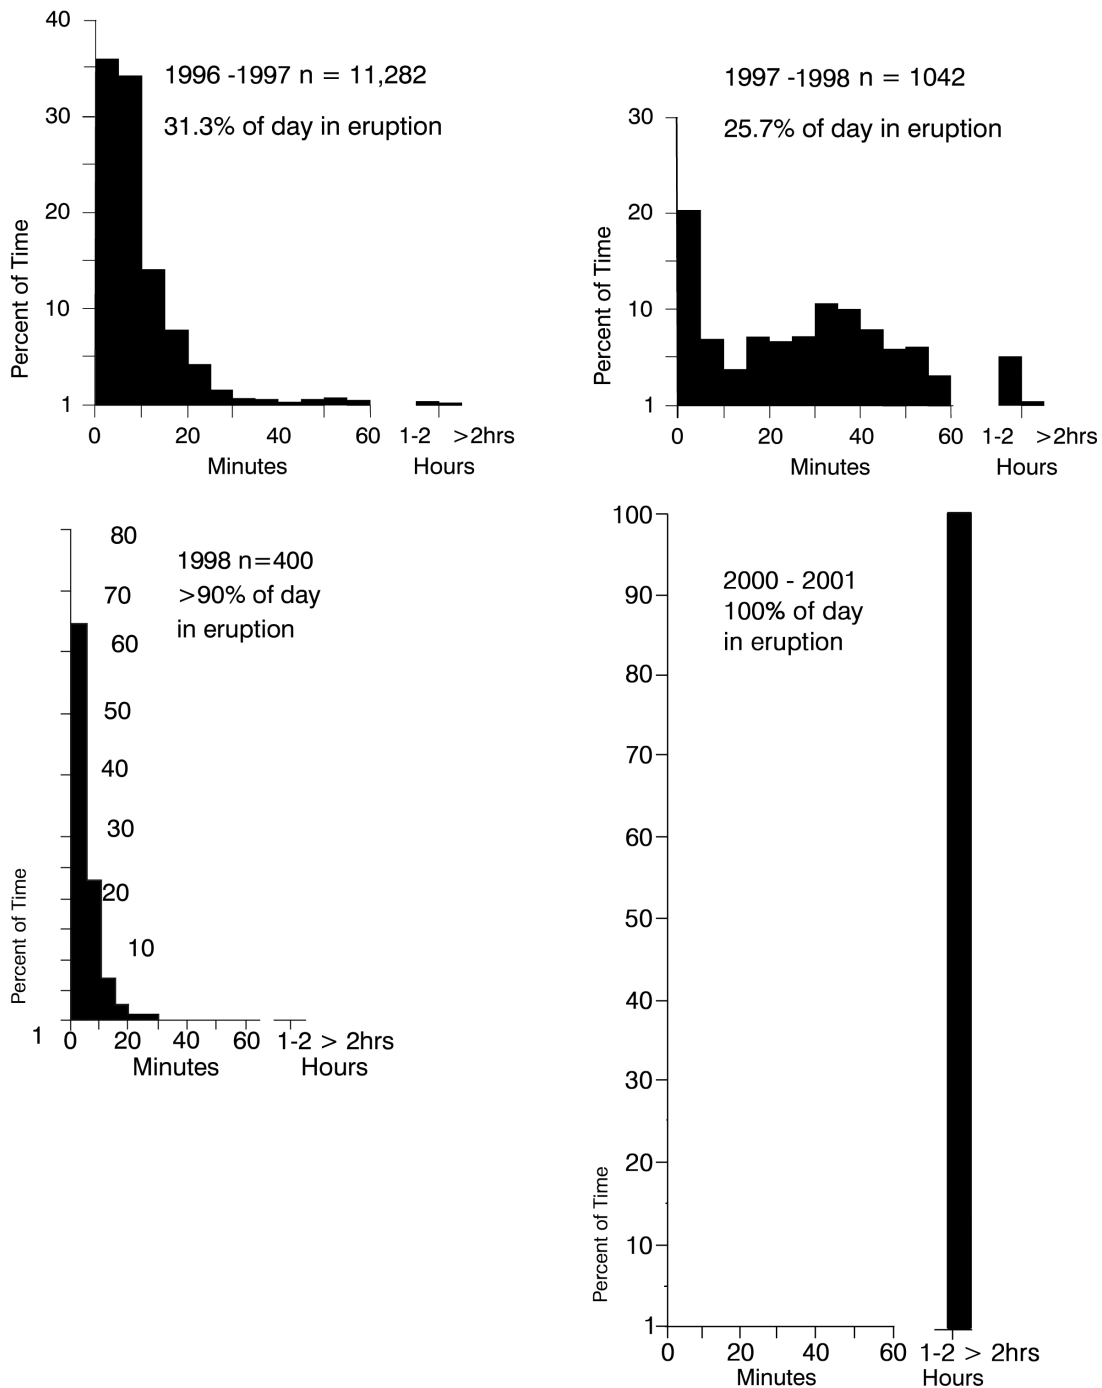 40
1996 -1997 n = 11,282
30
31.3% of day in eruption
20
10
1
Percent of Time
0 20 40 60 1-2 >2hrs
Minutes Hours
1997 -1998 n = 1042
30
25.7% of day in eruption
20
10
1
Percent of Time
0 20 40 60 1-2 >2hrs
Minutes Hours
80
1998 n=400
70
>90% of day
60
in eruption
50
40
30
20
10
1
Percent of Time
0 20 40 60 1-2 > 2hrs
Minutes Hours
100
2000 - 2001
90
100% of day
in eruption
80
70
60
50
40
30
20
10
1
Percent of Time
0 20 40 60 1-2 > 2hrs
Minutes Hours